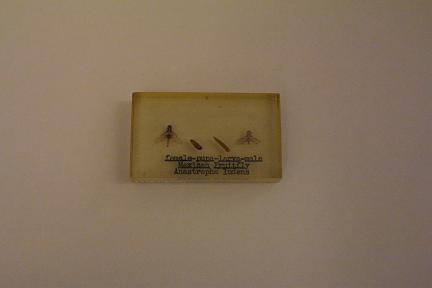 female-pupa-larva-male
Mexican Fruitfly
Anastrepha ludens